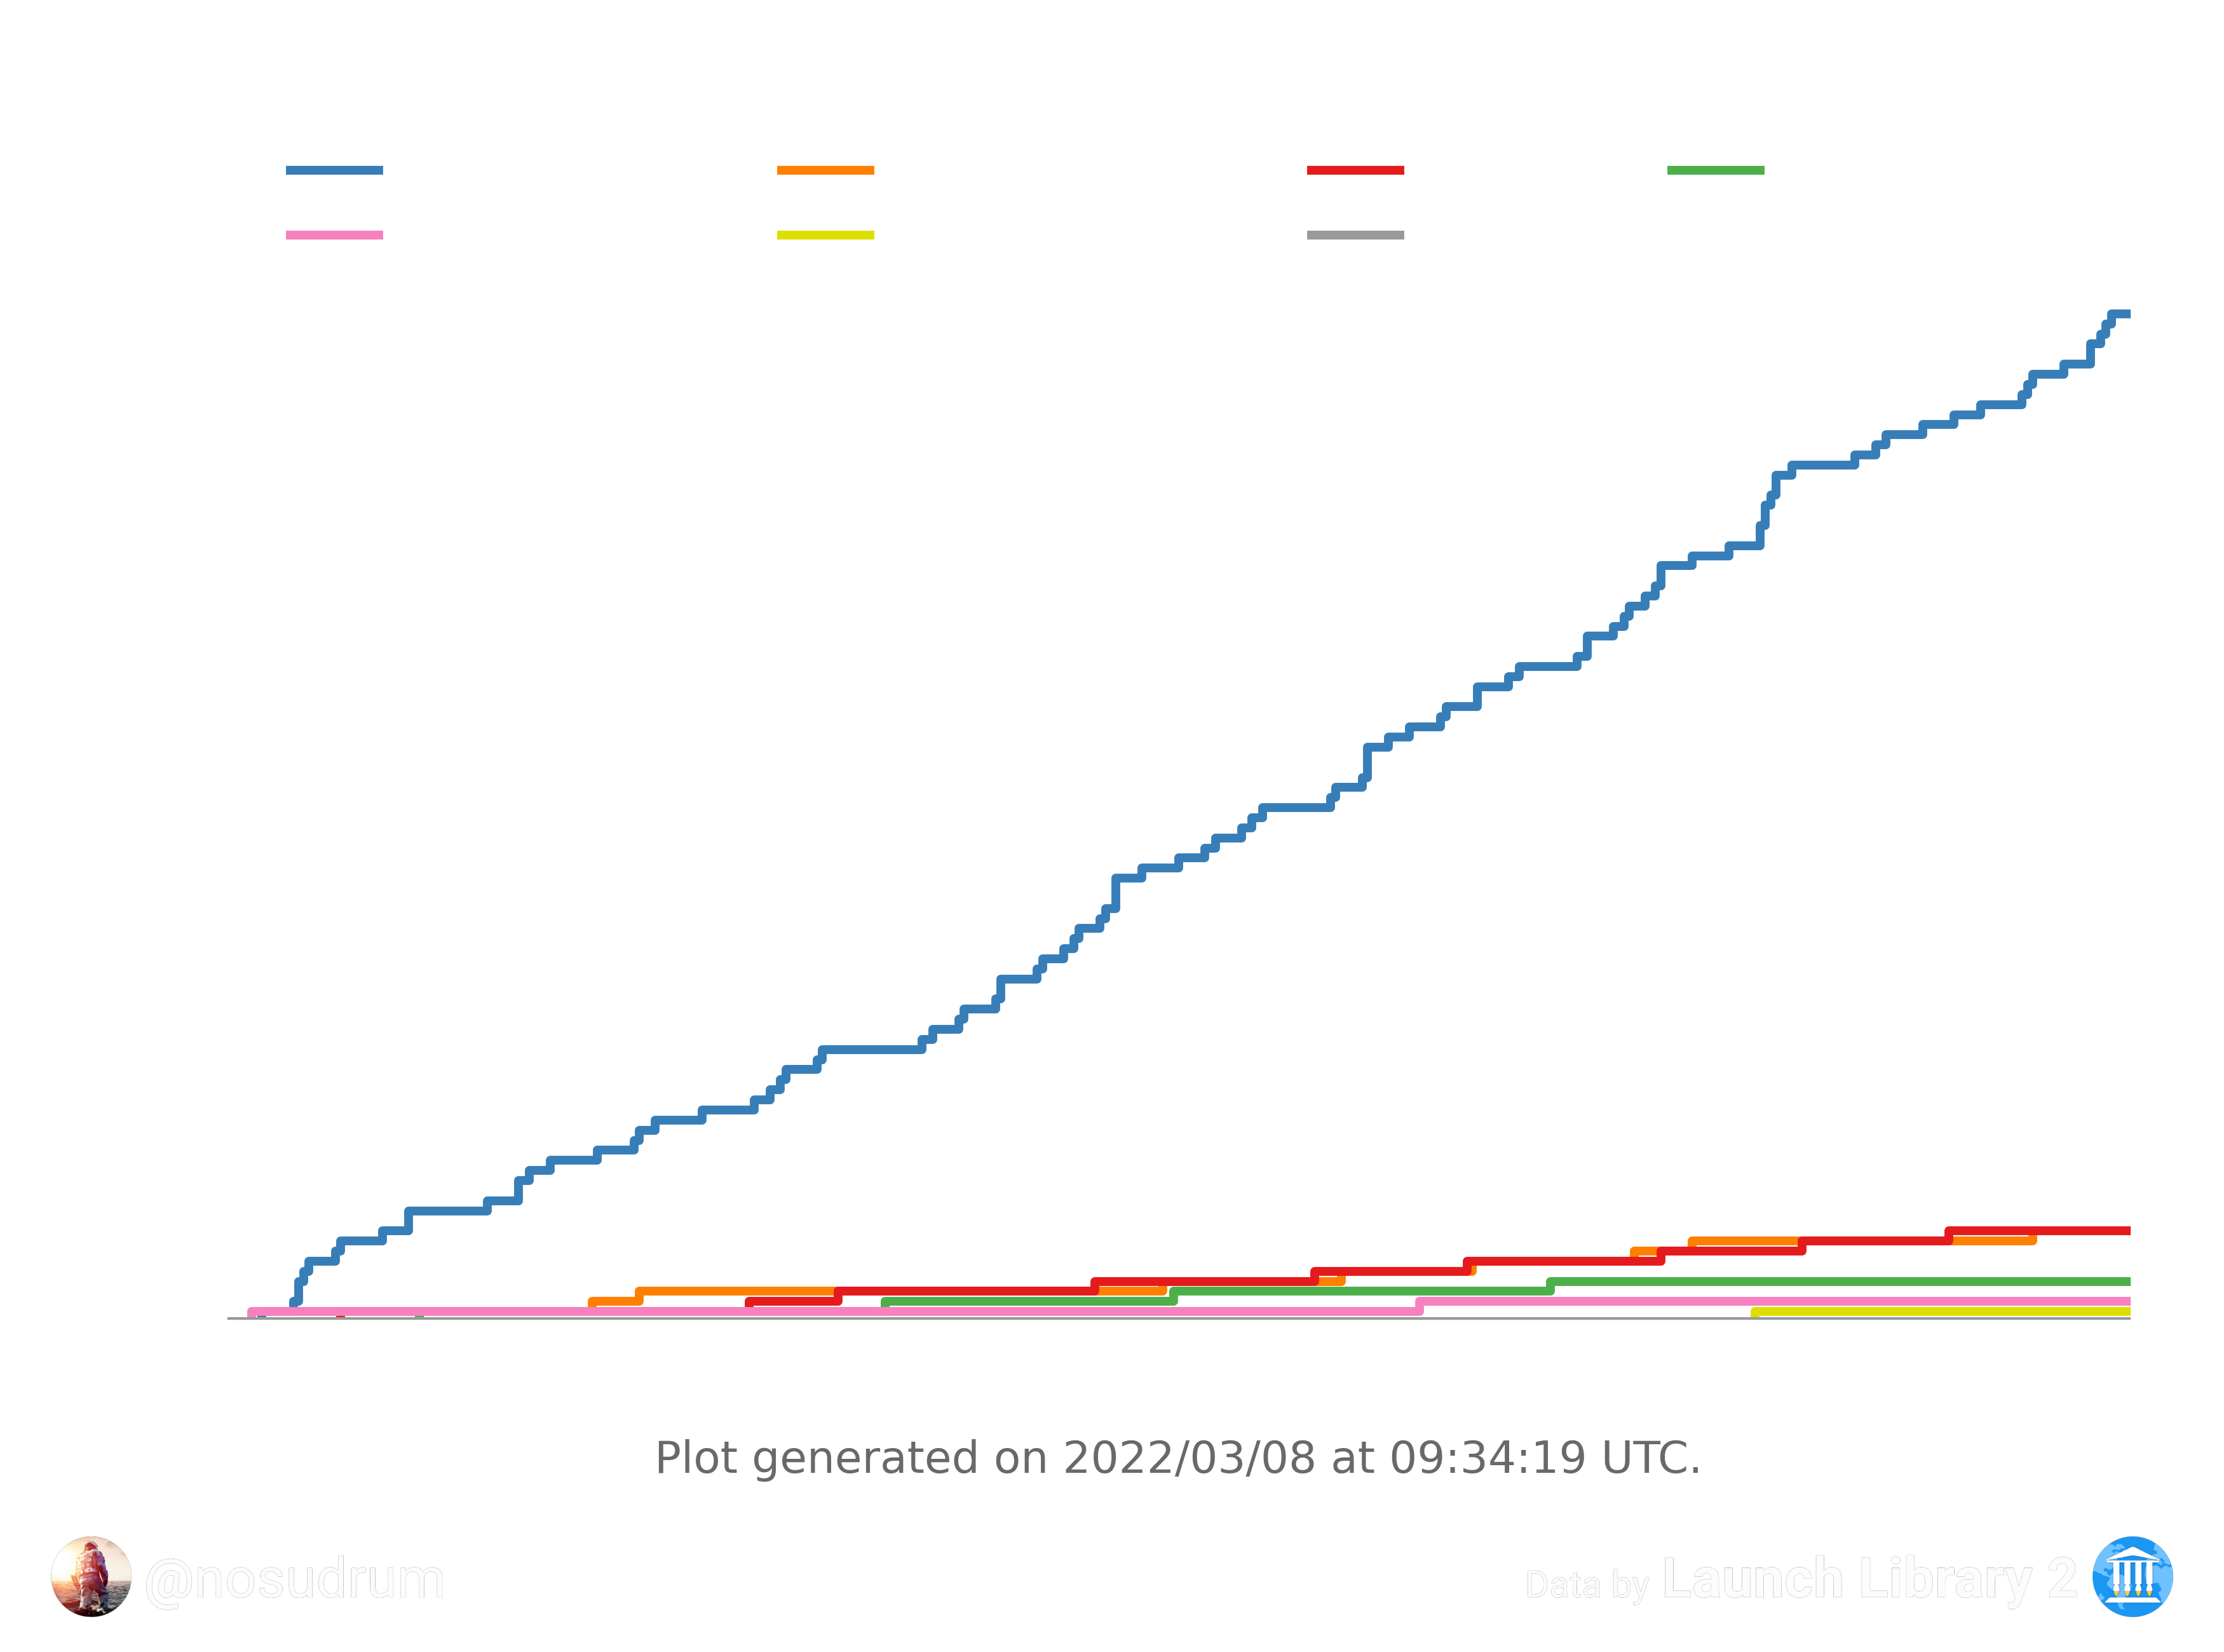 Plot generated on 2022/03/08 at 09:34:19 UTC.
@nosudrum
Data by Launch Library 2